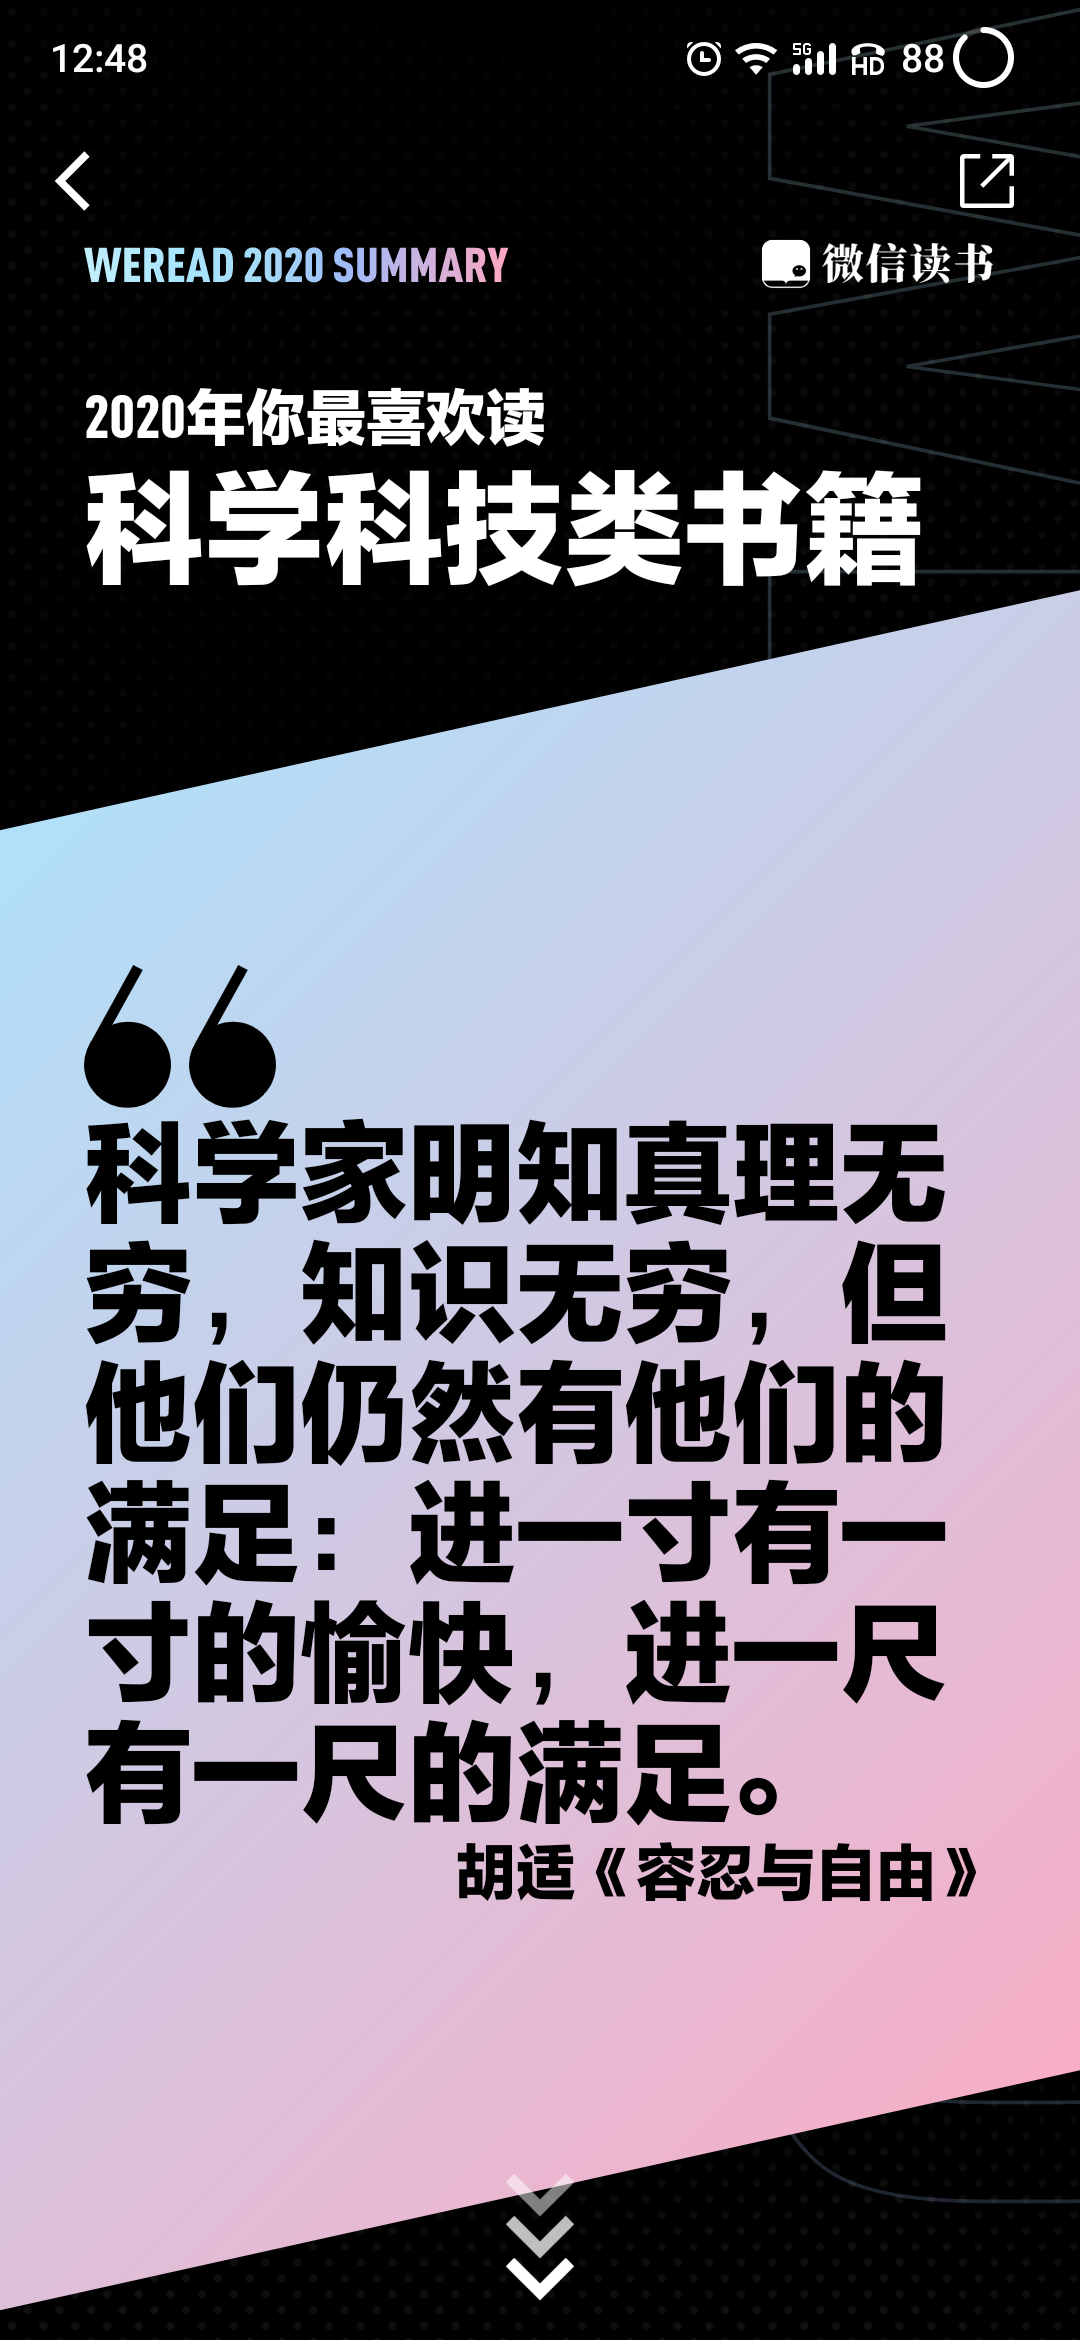 12:48
5G HD 88
WEREAD 2020 SUMMARY
微信读书
2020年你最喜欢读
科学科技类书籍
科学家明知真理无
穷，知识无穷，但
他们仍然有他们的
满足：进一寸有一
寸的愉快，进一尺
有一尺的满足。
胡适《容忍与自由》